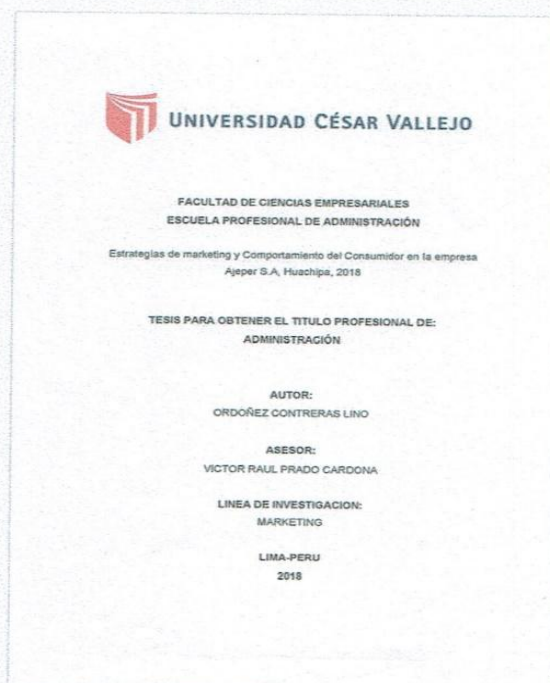 UNIVERSIDAD CÉSAR VALLEJO
FACULTAD DE CIENCIAS EMPRESARIALES
ESCUELA PROFESIONAL DE ADMINISTRACIÓN
Estrategias de marketing y Comportamiento del Consumidor en la empresa
Ajeper S.A, Huachipa, 2018
TESIS PARA OBTENER EL TITULO PROFESIONAL DE:
ADMINISTRACIÓN
AUTOR:
ORDOÑEZ CONTRERAS LINO
ASESOR:
VICTOR RAUL PRADO CARDONA
LINEA DE INVESTIGACION:
MARKETING
LIMA-PERU
2018